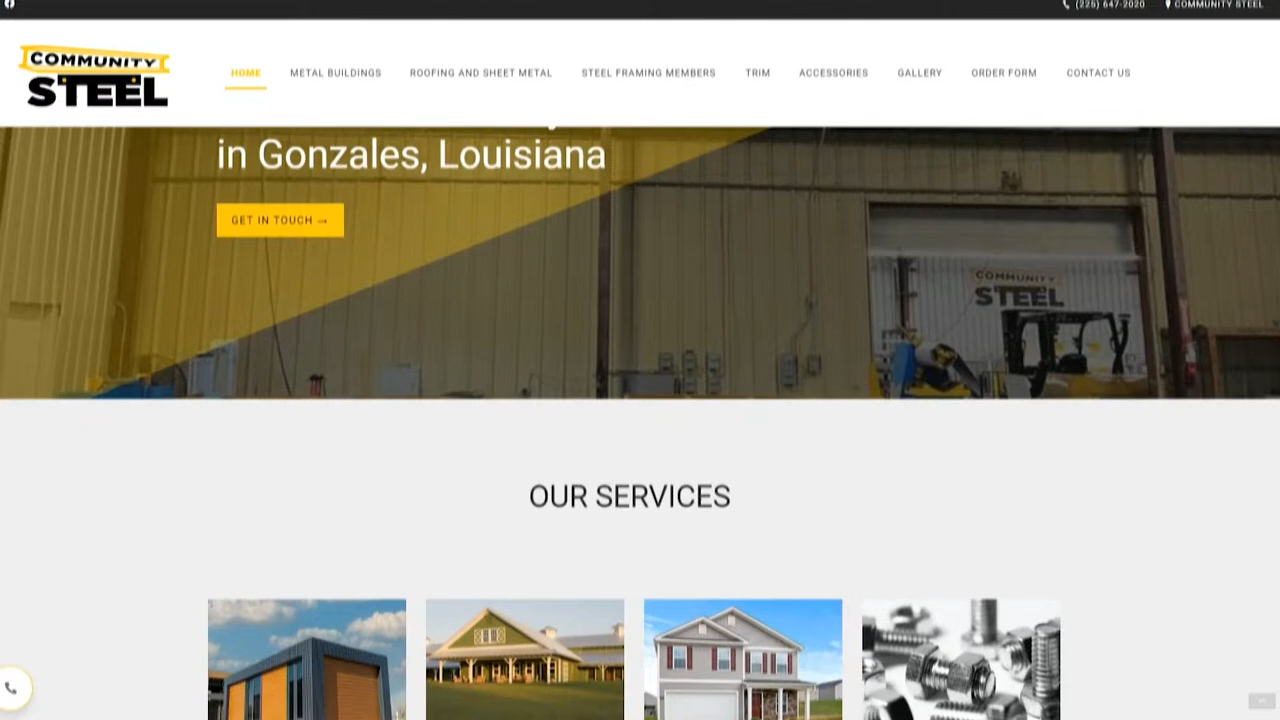 (225) 647-2020
COMMUNITY STEEL
COMMUNITY
STEEL
HOME
METAL BUILDINGS
ROOFING AND SHEET METAL
STEEL FRAMING MEMBERS
TRIM
ACCESSORIES
GALLERY
ORDER FORM
CONTACT US
in Gonzales, Louisiana
GET IN TOUCH →
COMMUNITY
STEEL
OUR SERVICES